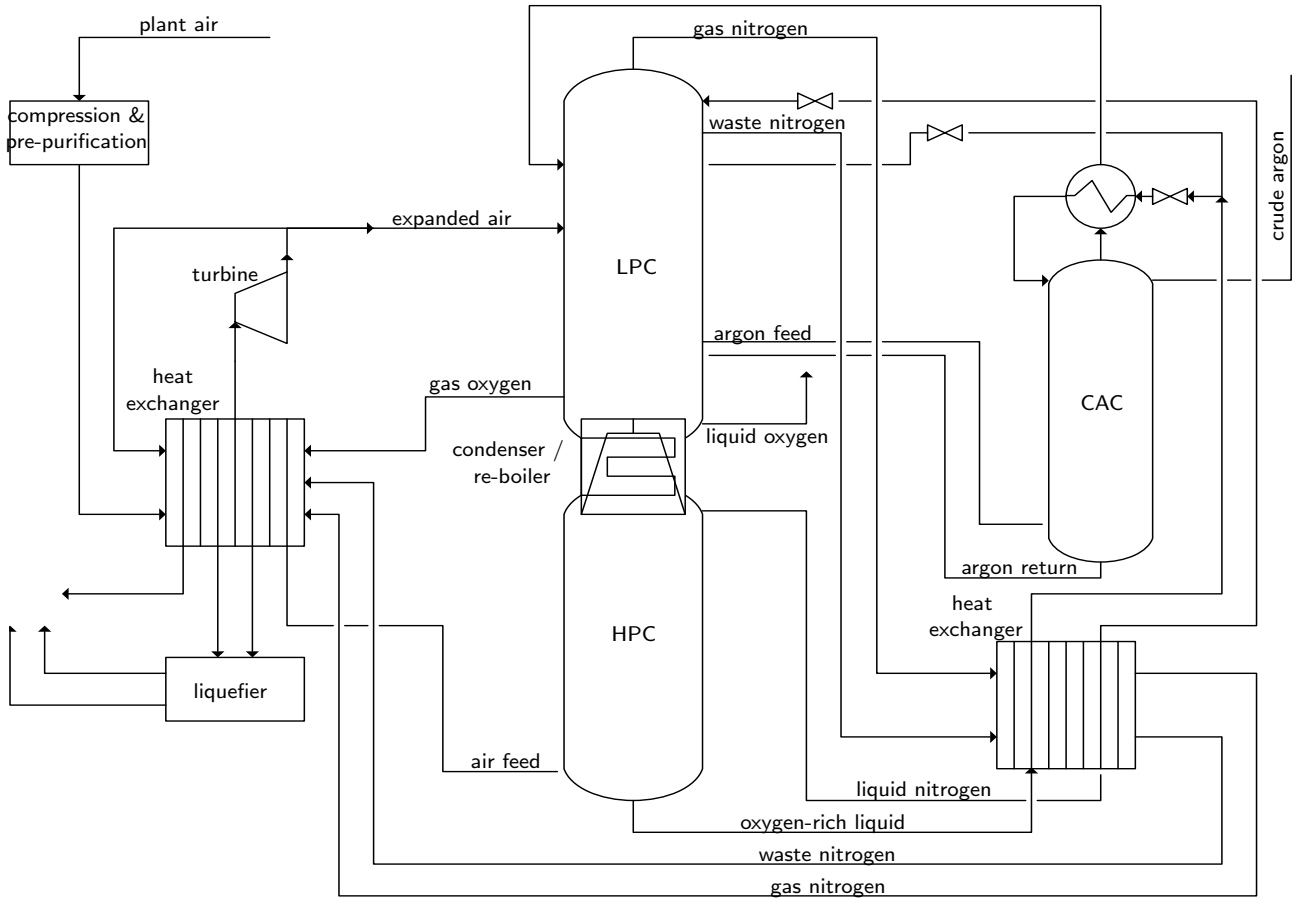 plant air
gas nitrogen
compression &
pre-purification
waste nitrogen
crude argon
expanded air
LPC
turbine
argon feed
heat
exchanger
gas oxygen
CAC
liquid oxygen
condenser /
re-boiler
argon return
heat
exchanger
HPC
liquefier
air feed
liquid nitrogen
oxygen-rich liquid
waste nitrogen
gas nitrogen